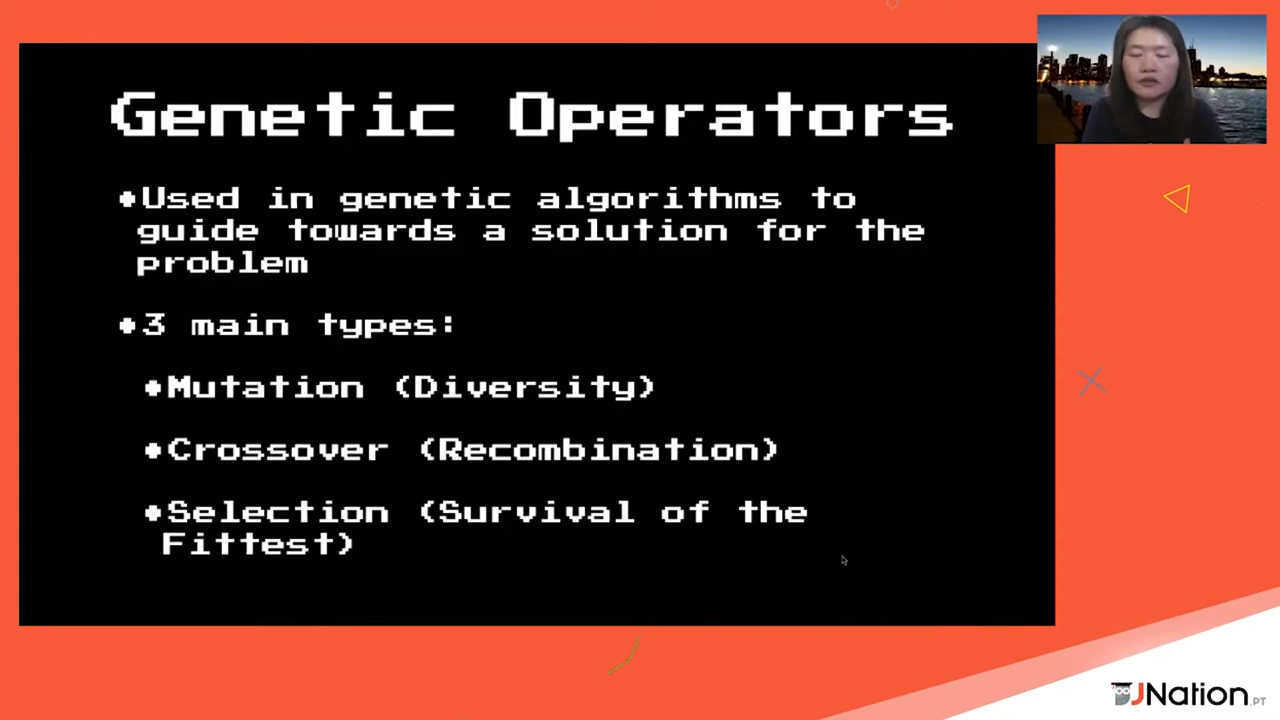 Genetic Operators
•Used in genetic algorithms to
guide towards a solution for the
problem
•3 main types:
•Mutation (Diversity)
•Crossover (Recombination)
•Selection (Survival of the
Fittest)
JNation.PT